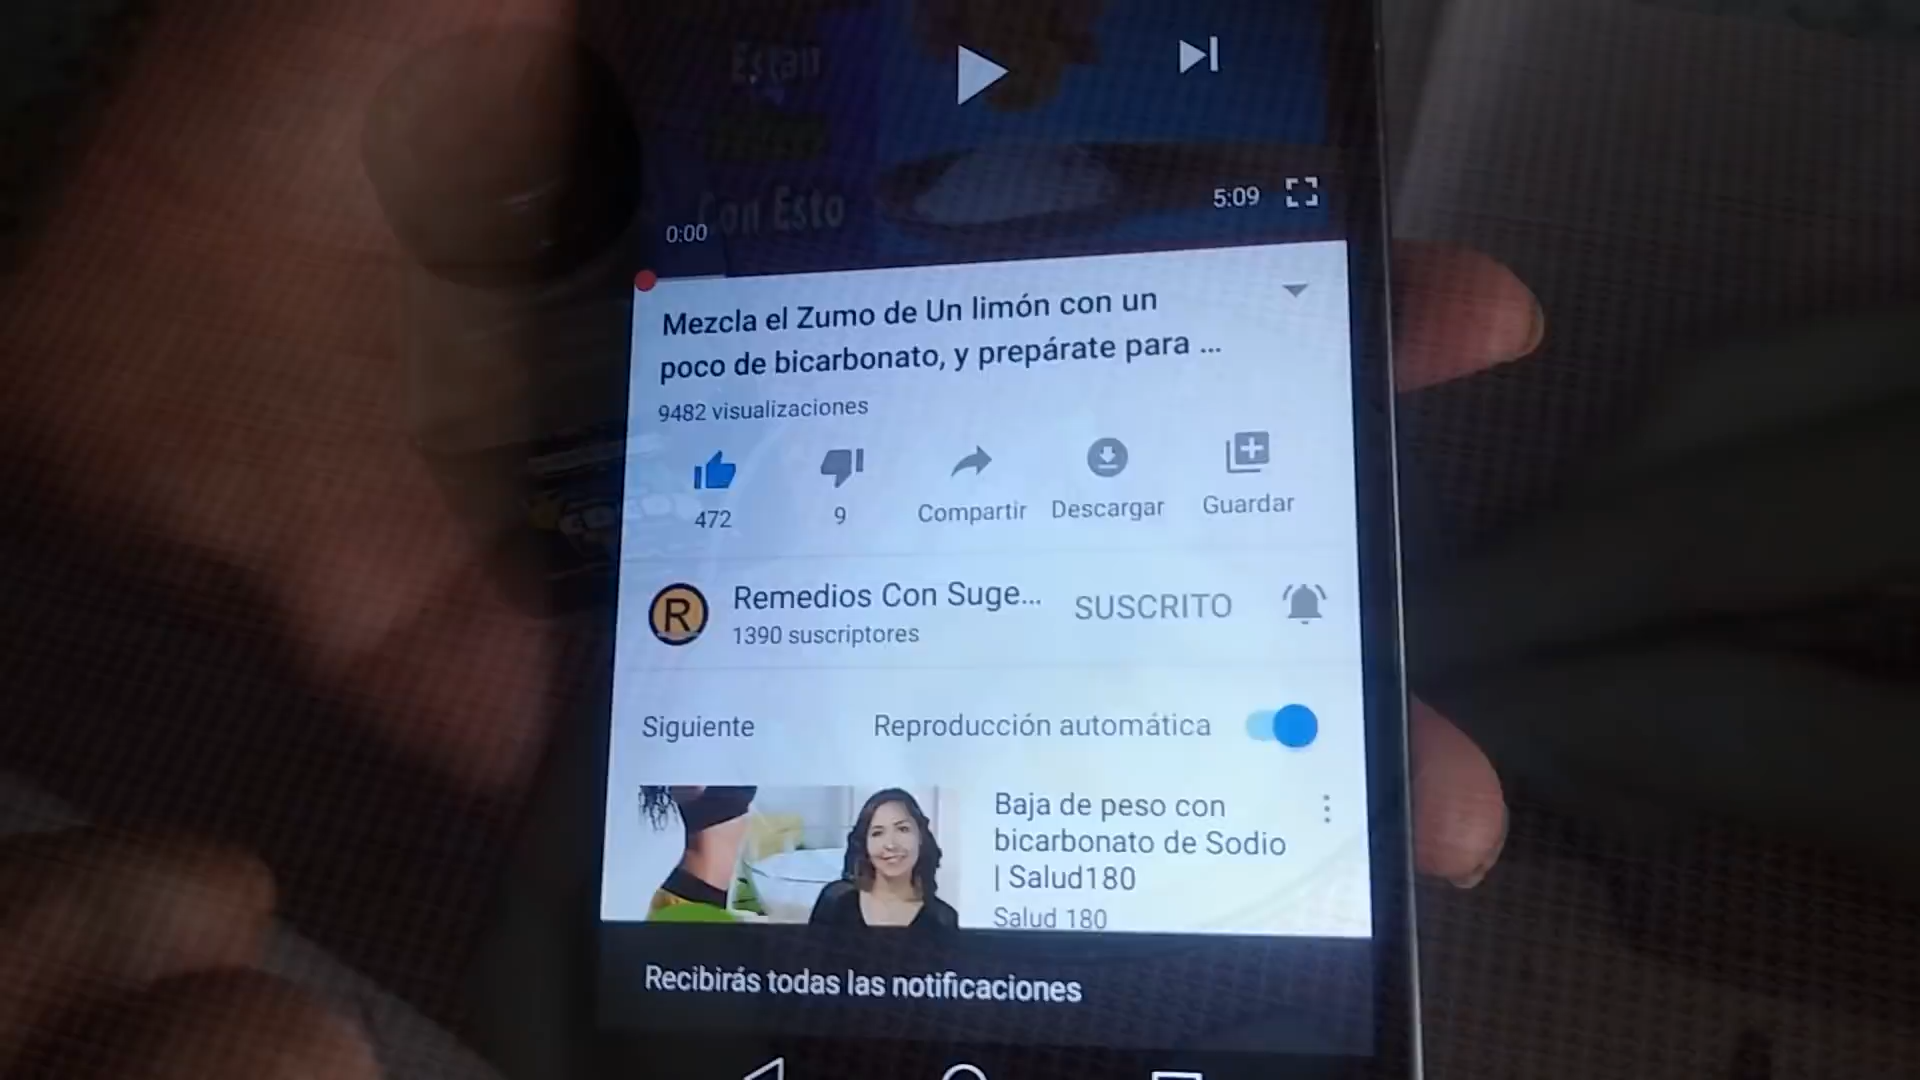 Estan
Con Esto
0:00
5:09
Mezcla el Zumo de Un limón con un
poco de bicarbonato, y prepárate para ...
9482 visualizaciones
472
9
Compartir
Descargar
Guardar
R
Remedios Con Suge...
1390 suscriptores
SUSCRITO
Siguiente
Reproducción automática
Baja de peso con
bicarbonato de Sodio
| Salud180
Salud 180
Recibirás todas las notificaciones